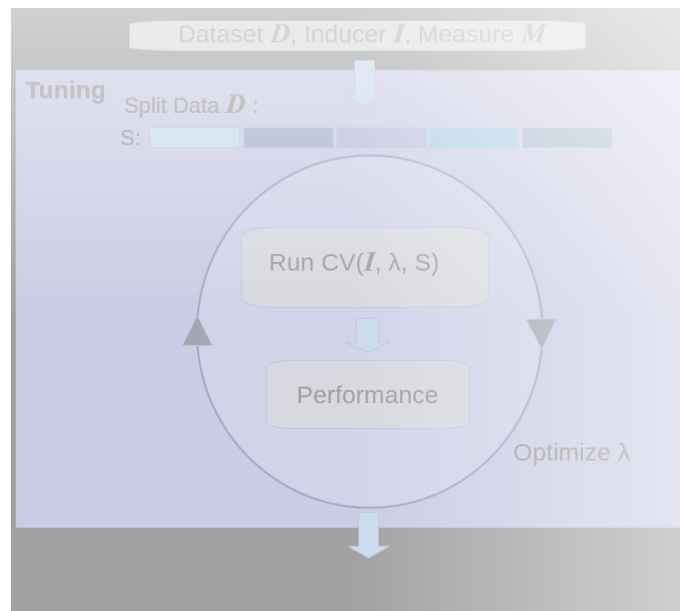 Dataset D, Inducer I, Measure M
Tuning
Split Data D :
S:
Run CV(I, λ, S)
Performance
Optimize λ